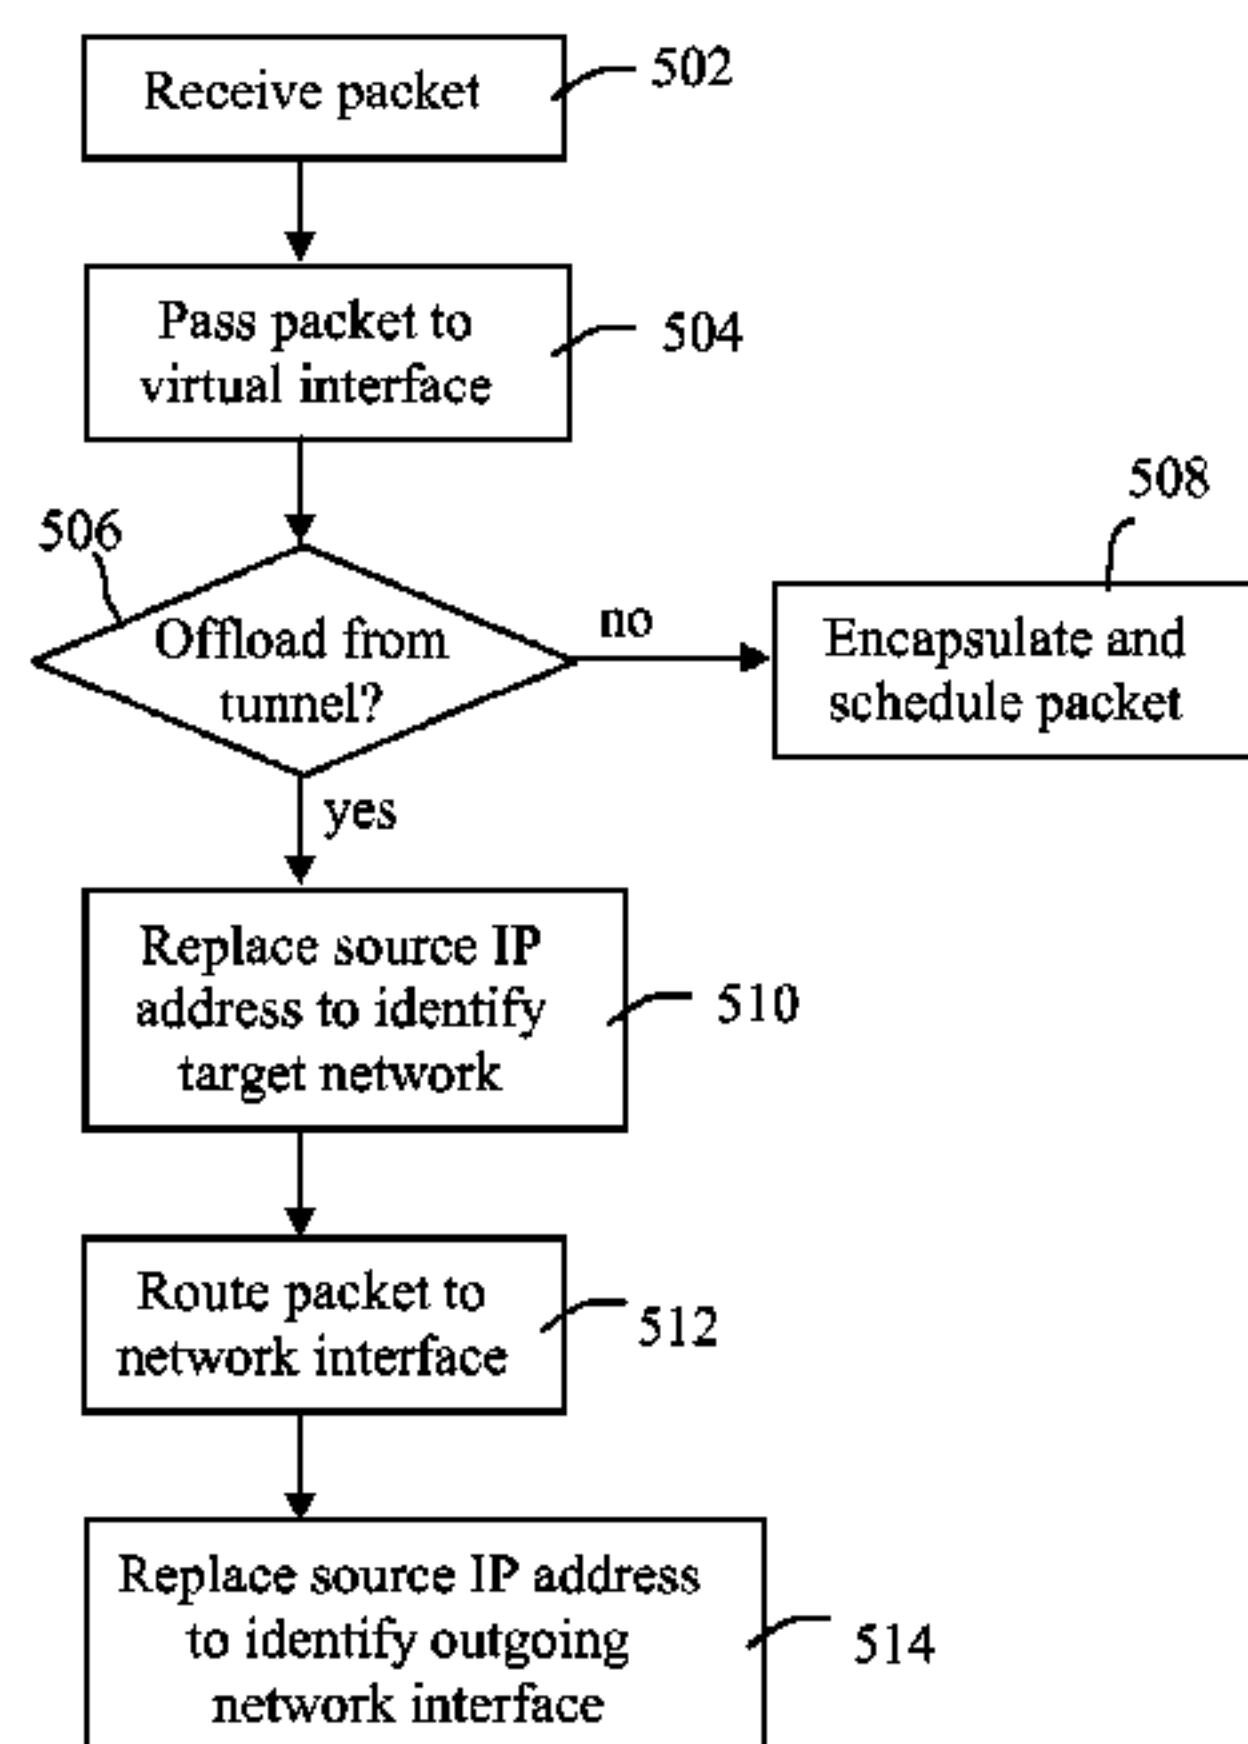 Receive packet
502
Pass packet to
virtual interface
504
506
Offload from
tunnel?
no
508
Encapsulate and
schedule packet
yes
Replace source IP
address to identify
target network
510
Route packet to
network interface
512
Replace source IP address
to identify outgoing
network interface
514